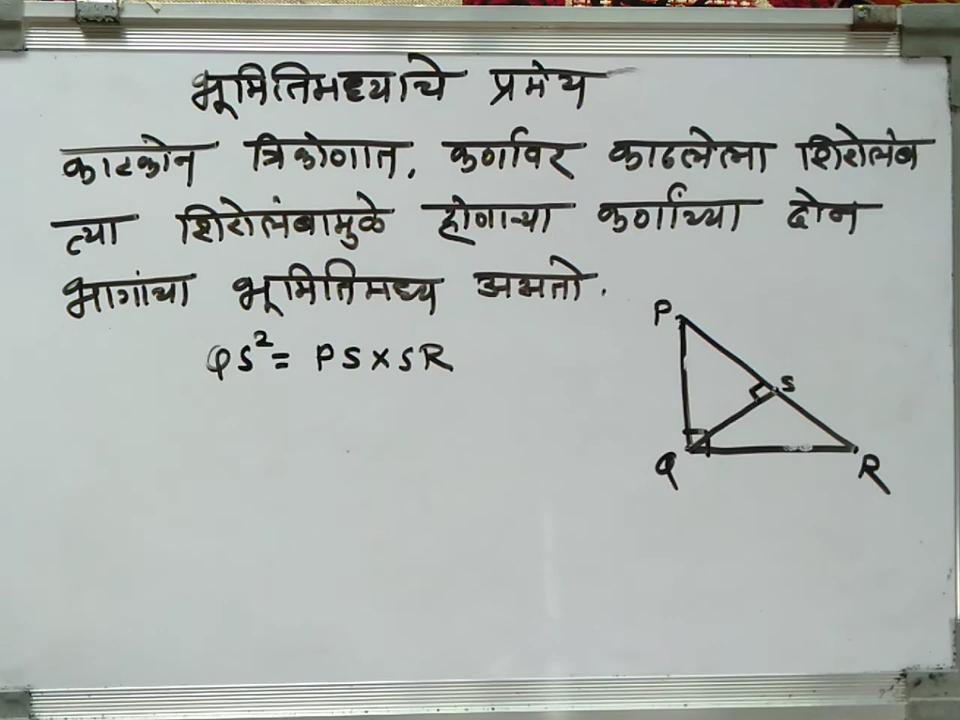 भूमितिमध्याचे प्रमेय
काटकोन त्रिकोणात, कर्णावर काढलेला शिरोलंब
त्या शिरोलंबामुळे होणाऱ्या कर्णाच्या दोन
भागांचा भूमितिमध्य असतो.
QS² = PS × SR
P
S
Q
R